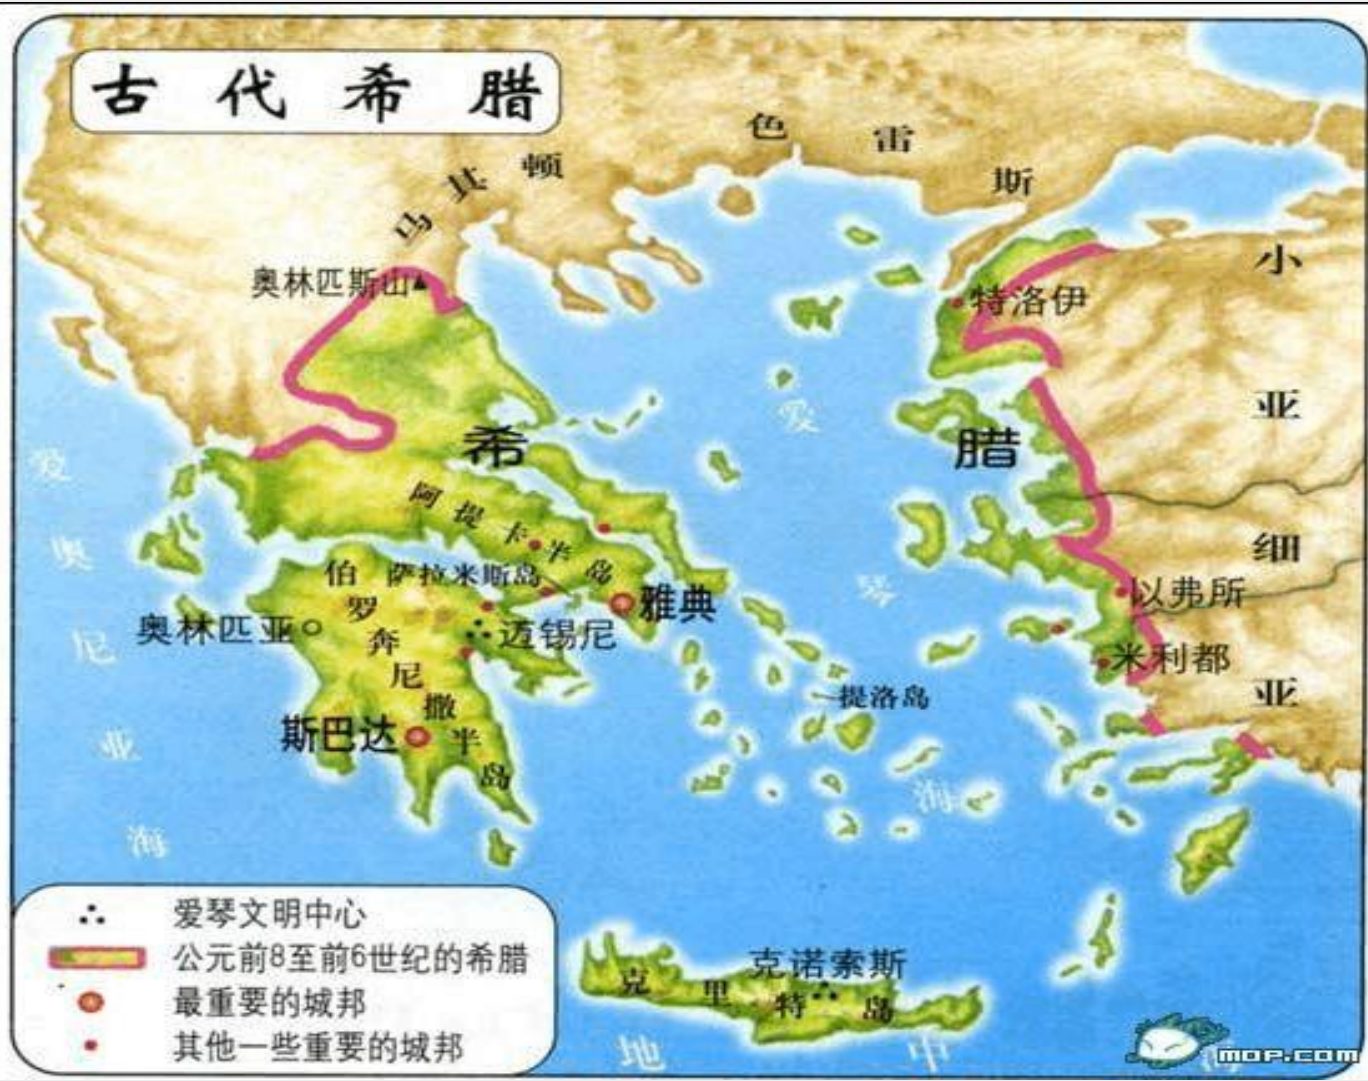 古代希腊
色雷斯
马其顿
奥林匹斯山
小亚细亚
特洛伊
希腊
爱琴海
爱奥尼亚海
阿提卡半岛
萨拉米斯岛
雅典
以弗所
伯罗奔尼撒半岛
奥林匹亚
迈锡尼
米利都
提洛岛
斯巴达
克诺索斯
克里特岛
地中海
爱琴文明中心
公元前8至前6世纪的希腊
最重要的城邦
其他一些重要的城邦
mop.com